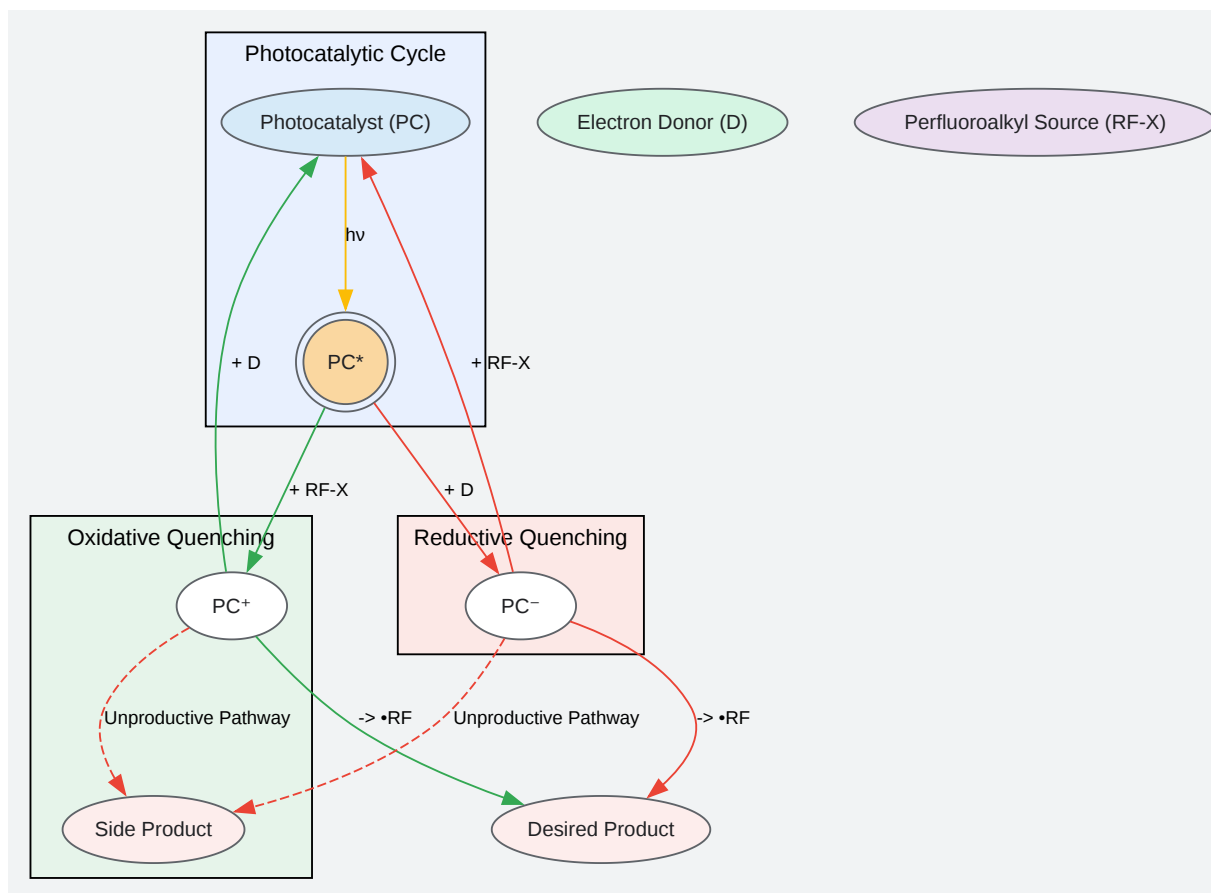 Photocatalytic Cycle
Photocatalyst (PC)
Electron Donor (D)
Perfluoroalkyl Source (RF-X)
hν
PC*
+ D
+ RF-X
+ RF-X
+ D
Oxidative Quenching
Reductive Quenching
PC⁺
PC⁻
Unproductive Pathway
-> •RF
Unproductive Pathway
-> •RF
Side Product
Desired Product